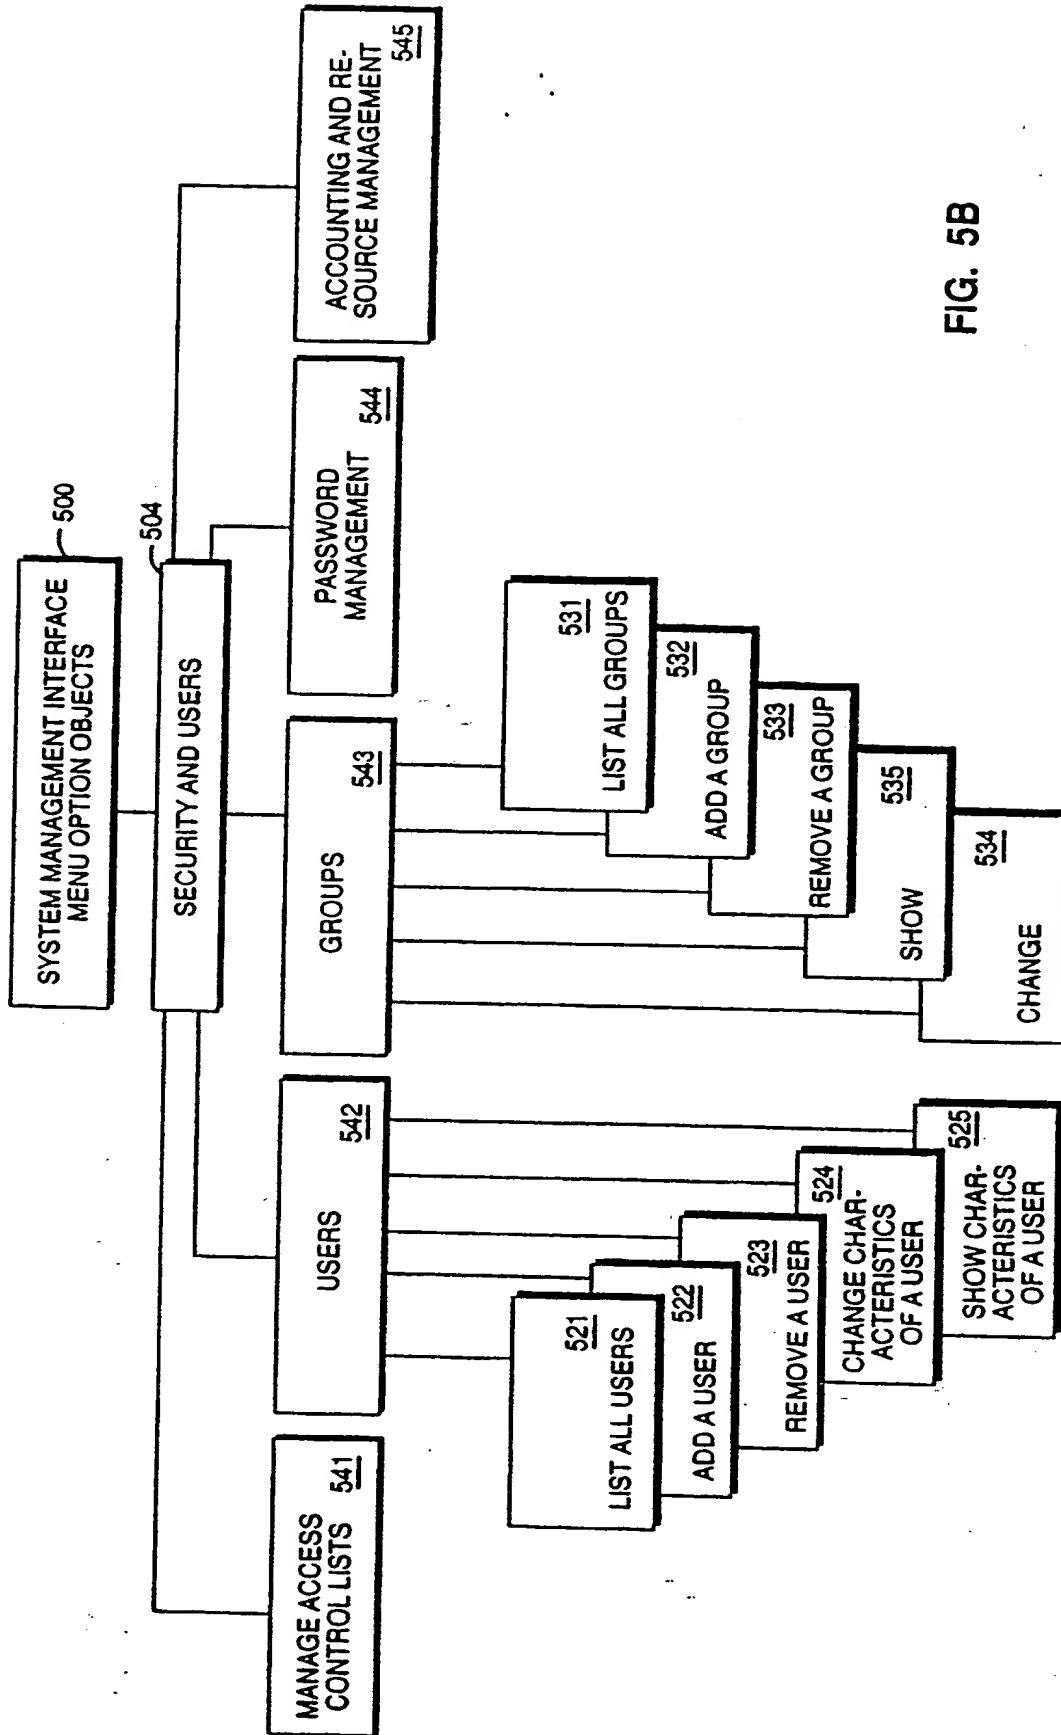 SYSTEM MANAGEMENT INTERFACE
MENU OPTION OBJECTS
500
504
SECURITY AND USERS
MANAGE ACCESS
CONTROL LISTS
541
USERS
542
GROUPS
543
PASSWORD
MANAGEMENT
544
ACCOUNTING AND RE-
SOURCE MANAGEMENT
545
521
LIST ALL USERS
522
ADD A USER
523
REMOVE A USER
524
CHANGE CHAR-
ACTERISTICS
OF A USER
525
SHOW CHAR-
ACTERISTICS
OF A USER
531
LIST ALL GROUPS
532
ADD A GROUP
533
REMOVE A GROUP
535
SHOW
534
CHANGE
FIG. 5B